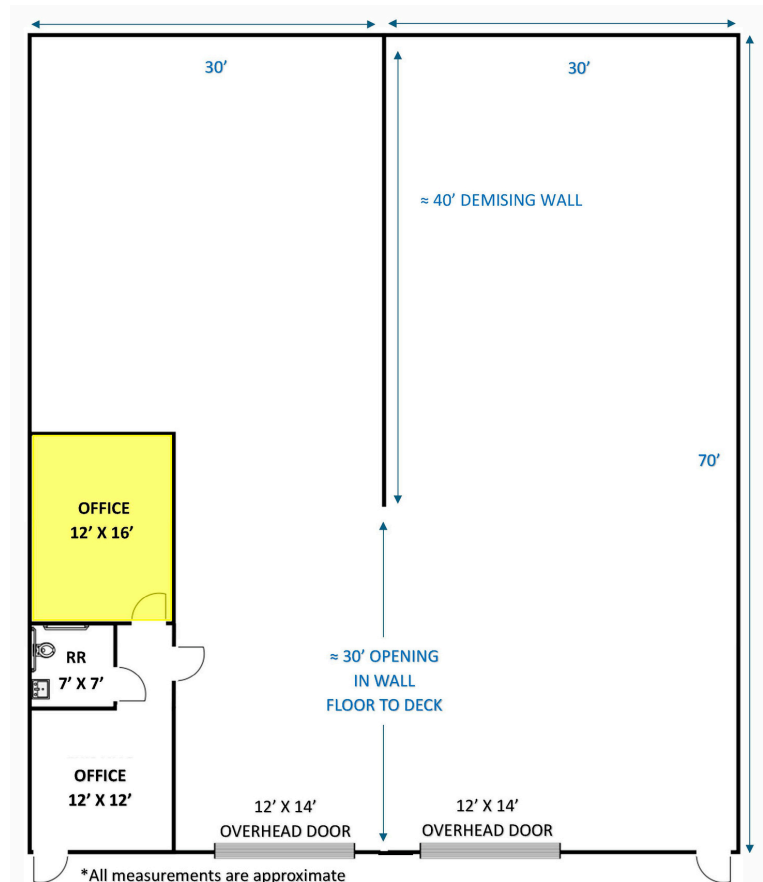 30’
30’
≈ 40’ DEMISING WALL
70’
OFFICE
12’ X 16’
RR
7’ X 7’
≈ 30’ OPENING
IN WALL
FLOOR TO DECK
OFFICE
12’ X 12’
12’ X 14’
OVERHEAD DOOR
12’ X 14’
OVERHEAD DOOR
*All measurements are approximate